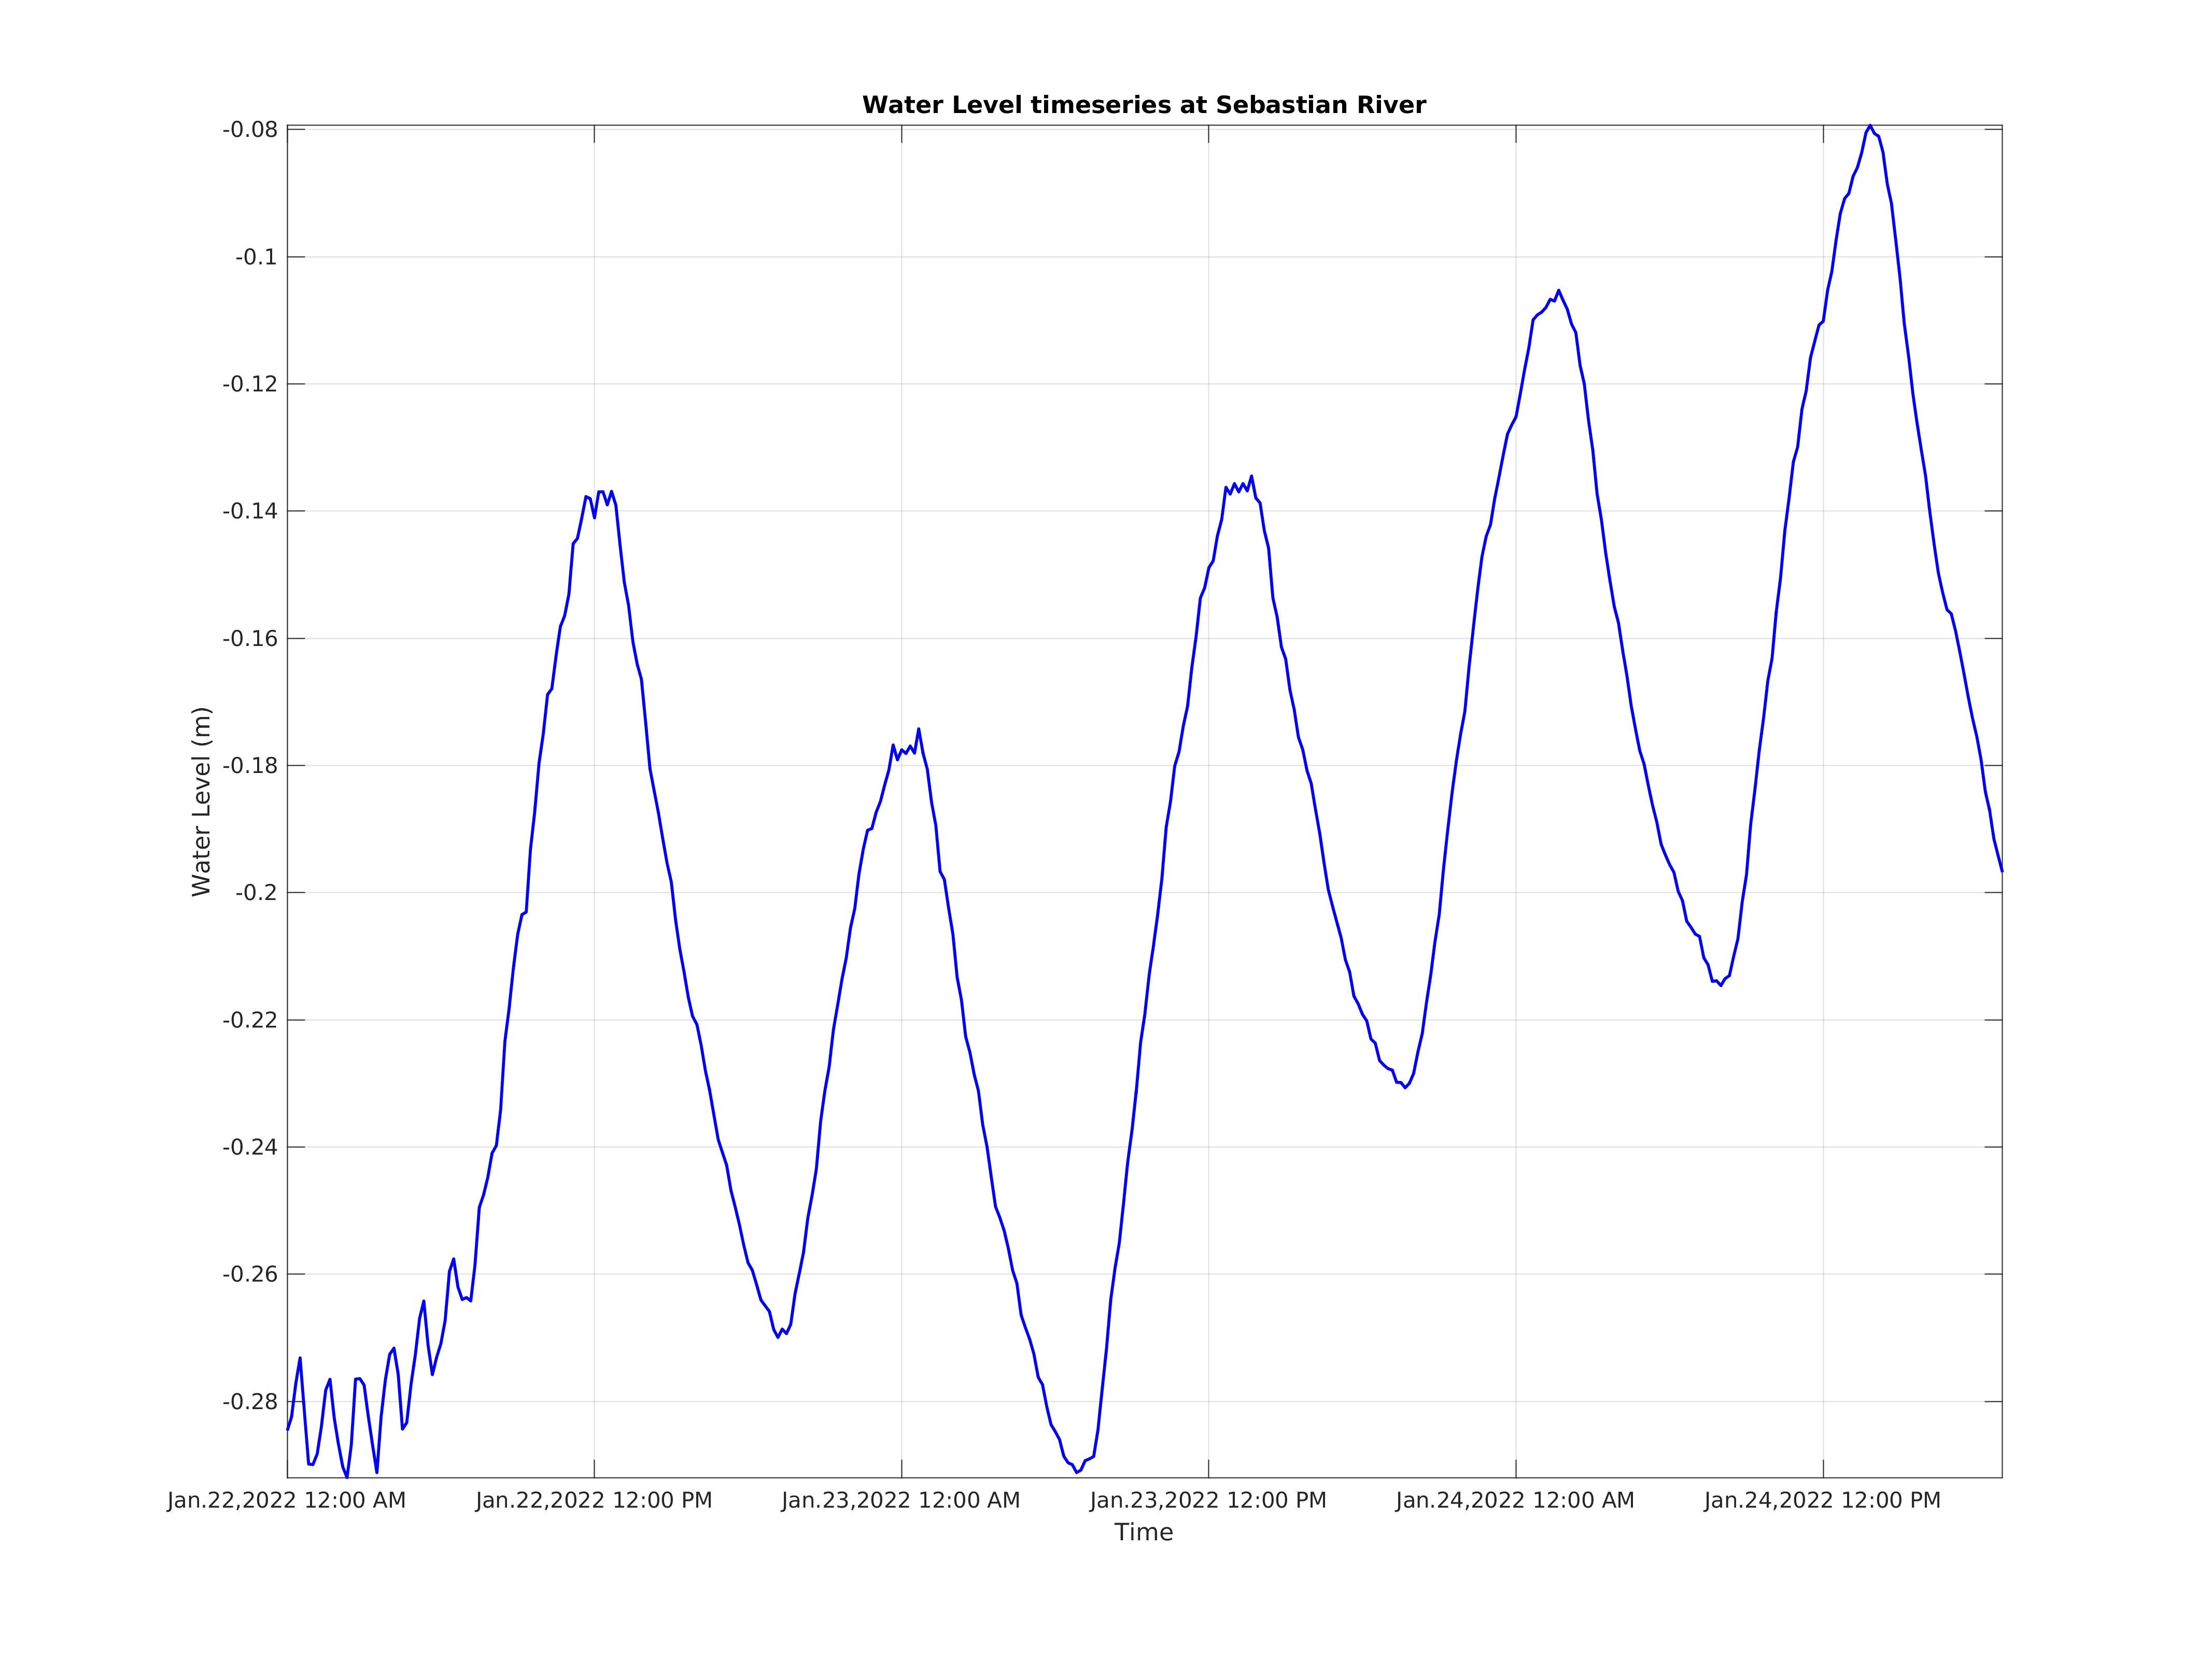 Water Level timeseries at Sebastian River
-0.08
-0.1
-0.12
-0.14
-0.16
-0.18
-0.2
-0.22
-0.24
-0.26
-0.28
Water Level (m)
Jan.22,2022 12:00 AM Jan.22,2022 12:00 PM Jan.23,2022 12:00 AM Jan.23,2022 12:00 PM Jan.24,2022 12:00 AM Jan.24,2022 12:00 PM
Time